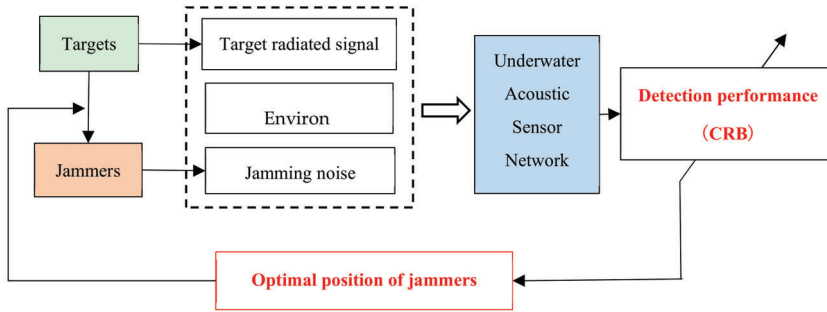 Targets
Target radiated signal
Environ
Jammers
Jamming noise
Underwater
Acoustic
Sensor
Network
Detection performance
(CRB)
Optimal position of jammers